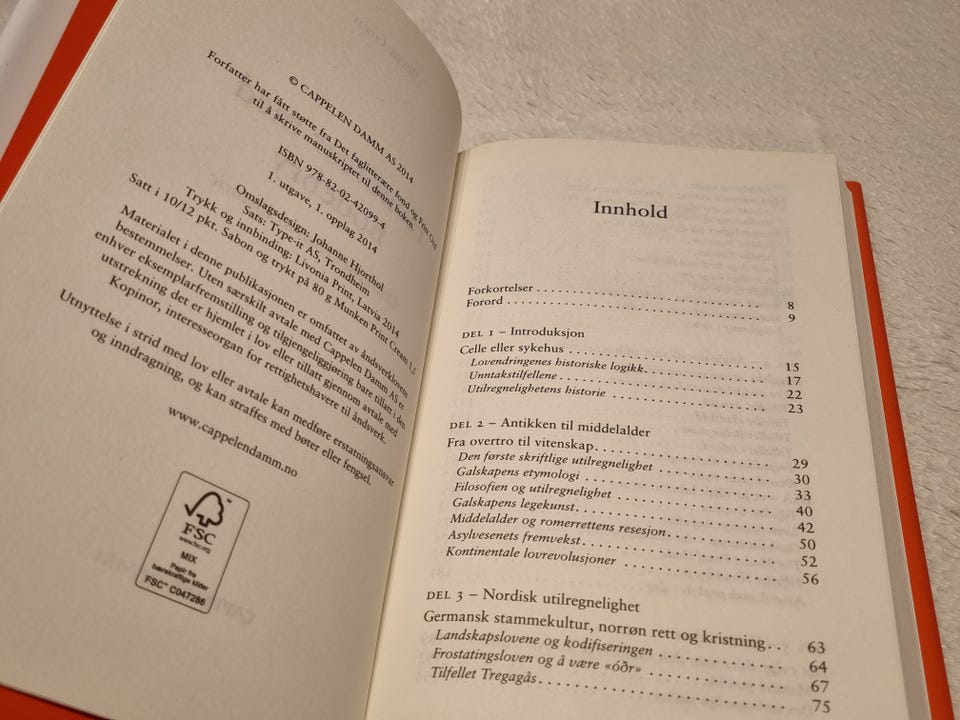 © CAPPELEN DAMM AS 2014
Forfatter har fått støtte fra Det faglitterære fond og Fritt Ord
til å skrive manuskriptet til denne boken.
ISBN 978-82-02-42099-4
1. utgave, 1. opplag 2014
Omslagsdesign: Johanne Hjorthol
Sats: Type-it AS, Trondheim
Trykk og innbinding: Livonia Print, Latvia 2014
Satt i 10/12 pkt. Sabon og trykt på 80 g Munken Print Cream 1,5
Materialet i denne publikasjonen er omfattet av åndsverklovens
bestemmelser. Uten særskilt avtale med Cappelen Damm AS er
enhver eksemplarfremstilling og tilgjengeliggjøring bare tillatt i den
utstrekning det er hjemlet i lov eller tillatt gjennom avtale med
Kopinor, interesseorgan for rettighetshavere til åndsverk.
Utnyttelse i strid med lov eller avtale kan medføre erstatningsansvar
og inndragning, og kan straffes med bøter eller fengsel.
www.cappelendamm.no
FSC
www.fsc.org
MIX
Papir fra
bærekraftige kilder
FSC™ C047286
Innhold
Forkortelser 8
Forord 9
DEL 1 – Introduksjon
Celle eller sykehus 15
Lovendringenes historiske logikk 17
Unntakstilfellene 22
Utilregnelighetens historie 23
DEL 2 – Antikken til middelalder
Fra overtro til vitenskap 29
Den første skriftlige utilregnelighet 30
Galskapens etymologi 33
Filosofien og utilregnelighet 40
Galskapens legekunst 42
Middelalder og romerrettens resesjon 50
Asylvesenets fremvekst 52
Kontinentale lovrevolusjoner 56
DEL 3 – Nordisk utilregnelighet
Germansk stammekultur, norrøn rett og kristning 63
Landskapslovene og kodifiseringen 64
Frostatingsloven og å være «óðr» 67
Tilfellet Tregagås 75